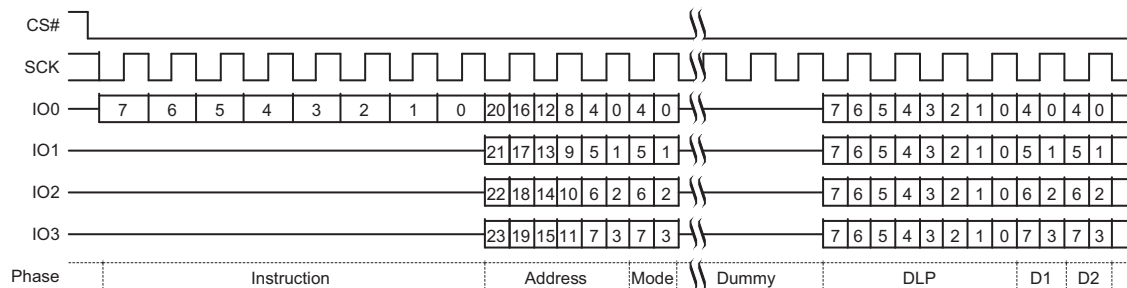 CS#
SCK
IO0 7 6 5 4 3 2 1 0 20 16 12 8 4 0 4 0 7 6 5 4 3 2 1 0 4 0 4 0
IO1 21 17 13 9 5 1 5 1 7 6 5 4 3 2 1 0 5 1 5 1
IO2 22 18 14 10 6 2 6 2 7 6 5 4 3 2 1 0 6 2 6 2
IO3 23 19 15 11 7 3 7 3 7 6 5 4 3 2 1 0 7 3 7 3
Phase Instruction Address Mode Dummy DLP D1 D2